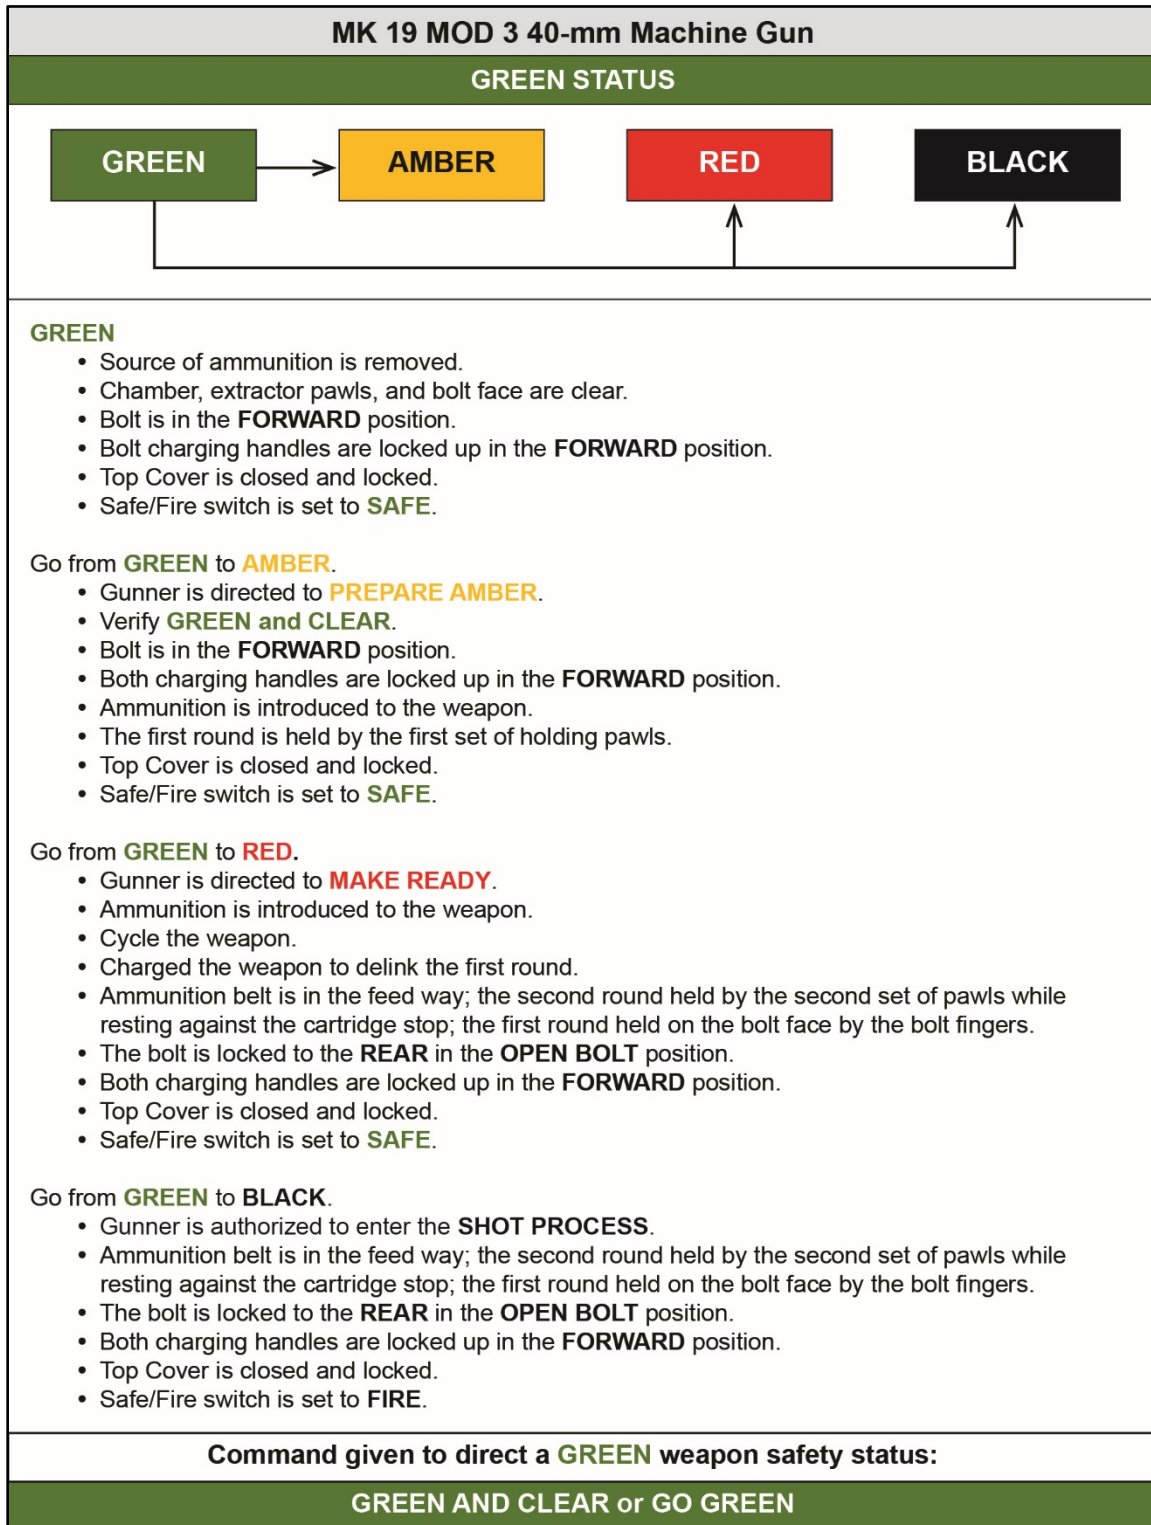 MK 19 MOD 3 40-mm Machine Gun
GREEN STATUS
GREEN
AMBER
RED
BLACK
GREEN
• Source of ammunition is removed.
• Chamber, extractor pawls, and bolt face are clear.
• Bolt is in the FORWARD position.
• Bolt charging handles are locked up in the FORWARD position.
• Top Cover is closed and locked.
• Safe/Fire switch is set to SAFE.
Go from GREEN to AMBER.
• Gunner is directed to PREPARE AMBER.
• Verify GREEN and CLEAR.
• Bolt is in the FORWARD position.
• Both charging handles are locked up in the FORWARD position.
• Ammunition is introduced to the weapon.
• The first round is held by the first set of holding pawls.
• Top Cover is closed and locked.
• Safe/Fire switch is set to SAFE.
Go from GREEN to RED.
• Gunner is directed to MAKE READY.
• Ammunition is introduced to the weapon.
• Cycle the weapon.
• Charged the weapon to delink the first round.
• Ammunition belt is in the feed way; the second round held by the second set of pawls while
resting against the cartridge stop; the first round held on the bolt face by the bolt fingers.
• The bolt is locked to the REAR in the OPEN BOLT position.
• Both charging handles are locked up in the FORWARD position.
• Top Cover is closed and locked.
• Safe/Fire switch is set to SAFE.
Go from GREEN to BLACK.
• Gunner is authorized to enter the SHOT PROCESS.
• Ammunition belt is in the feed way; the second round held by the second set of pawls while
resting against the cartridge stop; the first round held on the bolt face by the bolt fingers.
• The bolt is locked to the REAR in the OPEN BOLT position.
• Both charging handles are locked up in the FORWARD position.
• Top Cover is closed and locked.
• Safe/Fire switch is set to FIRE.
Command given to direct a GREEN weapon safety status:
GREEN AND CLEAR or GO GREEN